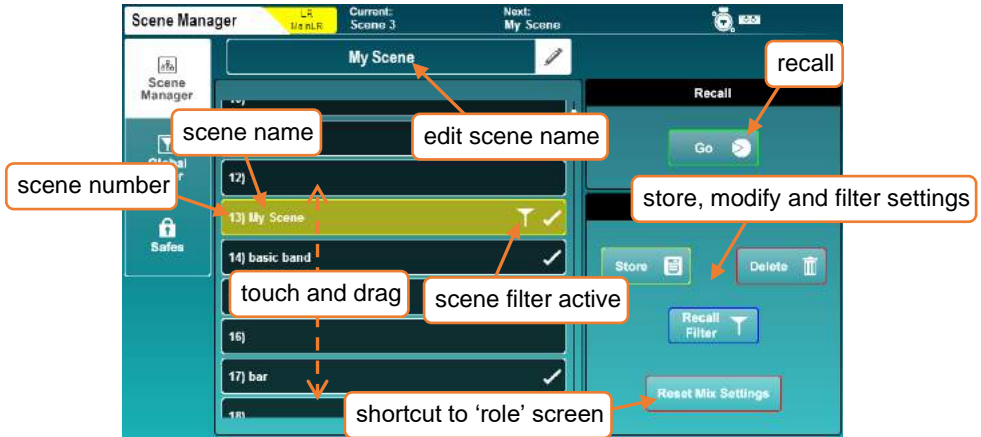 Scene Manager
LR
Current:
Scene 3
Next:
My Scene
Scene
Manager
My Scene
recall
Recall
scene name
edit scene name
Go
scene number
12)
store, modify and filter settings
13) My Scene
Safes
14) basic band
Store
Delete
touch and drag
scene filter active
Recall
Filter
16)
17) bar
Reset Mix Settings
shortcut to ‘role’ screen
18)